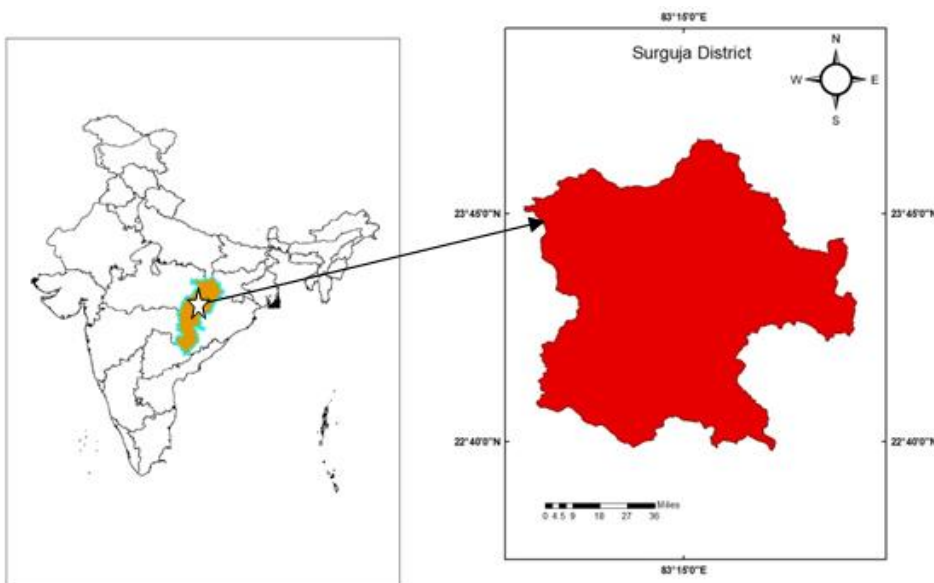 83°15'0"E
Surguja District
N
W E
S
23°45'0"N 23°45'0"N
22°40'0"N 22°40'0"N
Miles
0 4.5 9 18 27 36
83°15'0"E